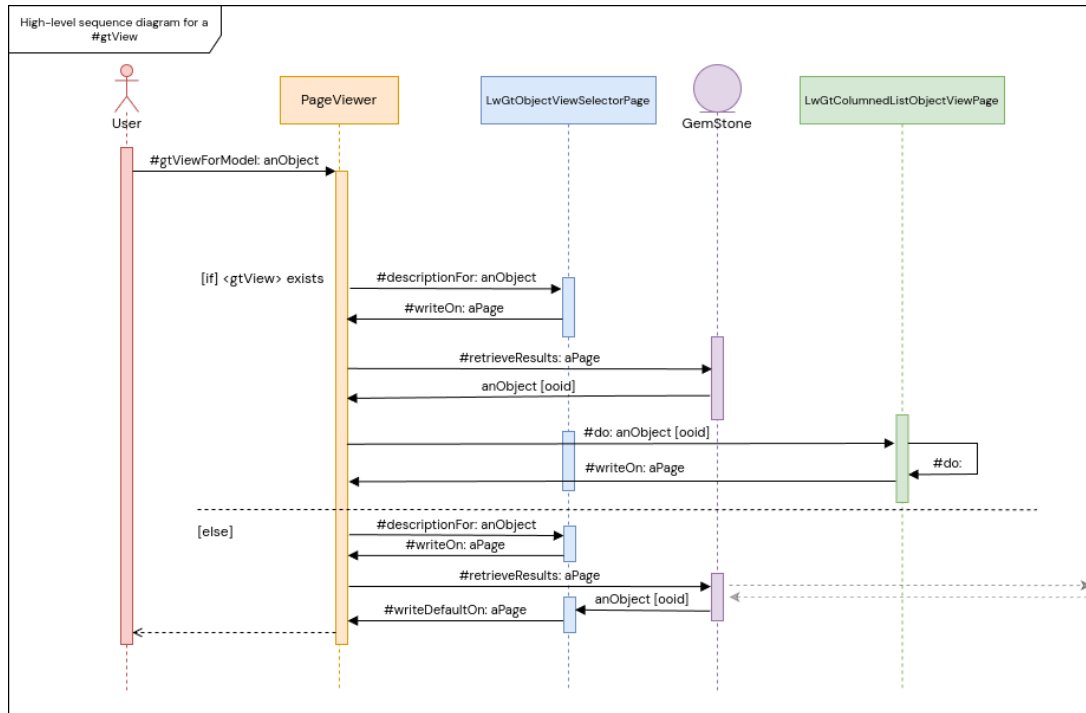 High-level sequence diagram for a
#gtView
User
PageViewer
LwGtObjectViewSelectorPage
GemStone
LwGtColumnedListObjectViewPage
#gtViewForModel: anObject
[if] <gtView> exists
#descriptionFor: anObject
#writeOn: aPage
#retrieveResults: aPage
anObject [ooid]
#do: anObject [ooid]
#do:
#writeOn: aPage
[else]
#descriptionFor: anObject
#writeOn: aPage
#retrieveResults: aPage
anObject [ooid]
#writeDefaultOn: aPage